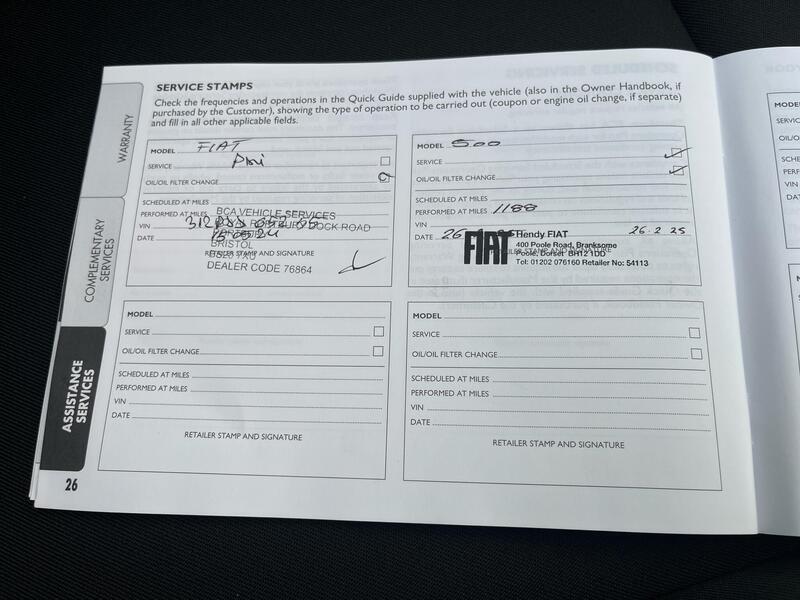 SERVICE STAMPS
Check the frequencies and operations in the Quick Guide supplied with the vehicle (also in the Owner Handbook, if
purchased by the Customer), showing the type of operation to be carried out (coupon or engine oil change, if separate)
and fill in all other applicable fields.
WARRANTY
COMPLEMENTARY
SERVICES
ASSISTANCE
SERVICES
MODEL FIAT
SERVICE
OIL/OIL FILTER CHANGE
SCHEDULED AT MILES
PERFORMED AT MILES
BCA VEHICLE SERVICES
VIN
DOCK ROAD
DATE
BRISTOL
RETAILER STAMP AND SIGNATURE
DEALER CODE 76864
MODEL 500
SERVICE
OIL/OIL FILTER CHANGE
SCHEDULED AT MILES
PERFORMED AT MILES 1188
VIN
DATE 26
26-2-25
FIAT
Hendy FIAT
400 Poole Road, Branksome
Poole, Dorset BH12 1DD
Tel: 01202 076160 Retailer No: 54113
MODEL
SERVICE
OIL/OIL FILTER CHANGE
SCHEDULED AT MILES
PERFORMED AT MILES
VIN
DATE
RETAILER STAMP AND SIGNATURE
MODEL
SERVICE
OIL/OIL FILTER CHANGE
SCHEDULED AT MILES
PERFORMED AT MILES
VIN
DATE
RETAILER STAMP AND SIGNATURE
26